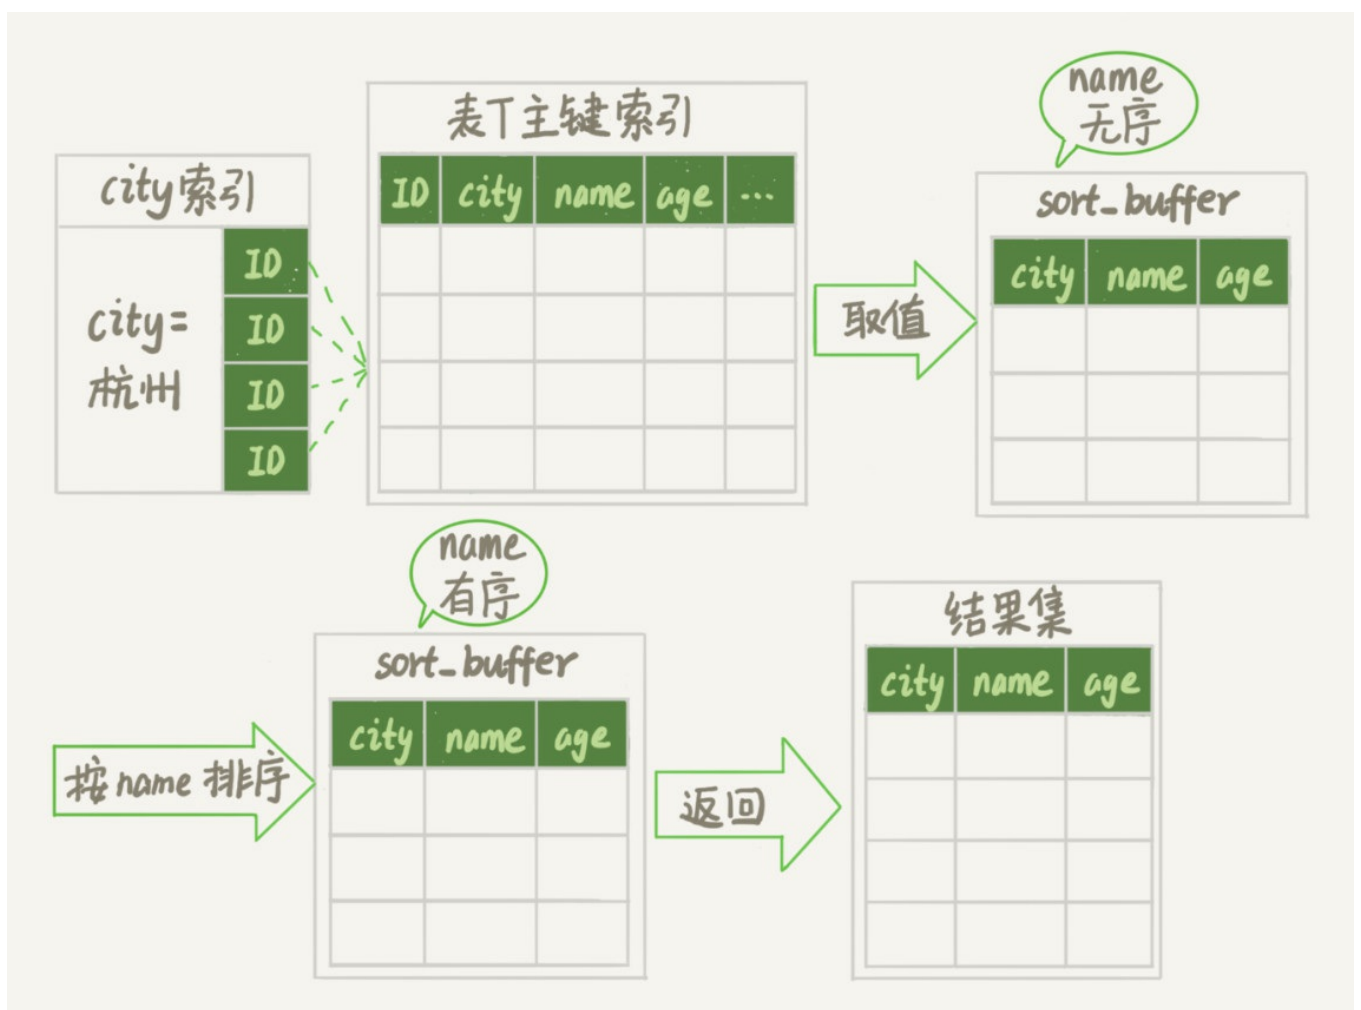 city索引
city=
杭州
ID
ID
ID
ID
表T主键索引
ID city name age ...
取值
name
无序
sort_buffer
city name age
按name排序
name
有序
sort_buffer
city name age
返回
结果集
city name age